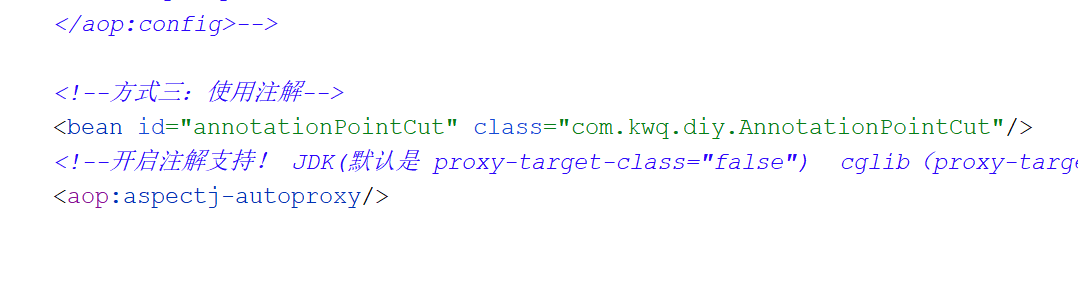 </aop:config>-->
<!--方式三：使用注解-->
<bean id="annotationPointCut" class="com.kwq.diy.AnnotationPointCut"/>
<!--开启注解支持！ JDK(默认是 proxy-target-class="false")  cglib（proxy-targe
<aop:aspectj-autoproxy/>